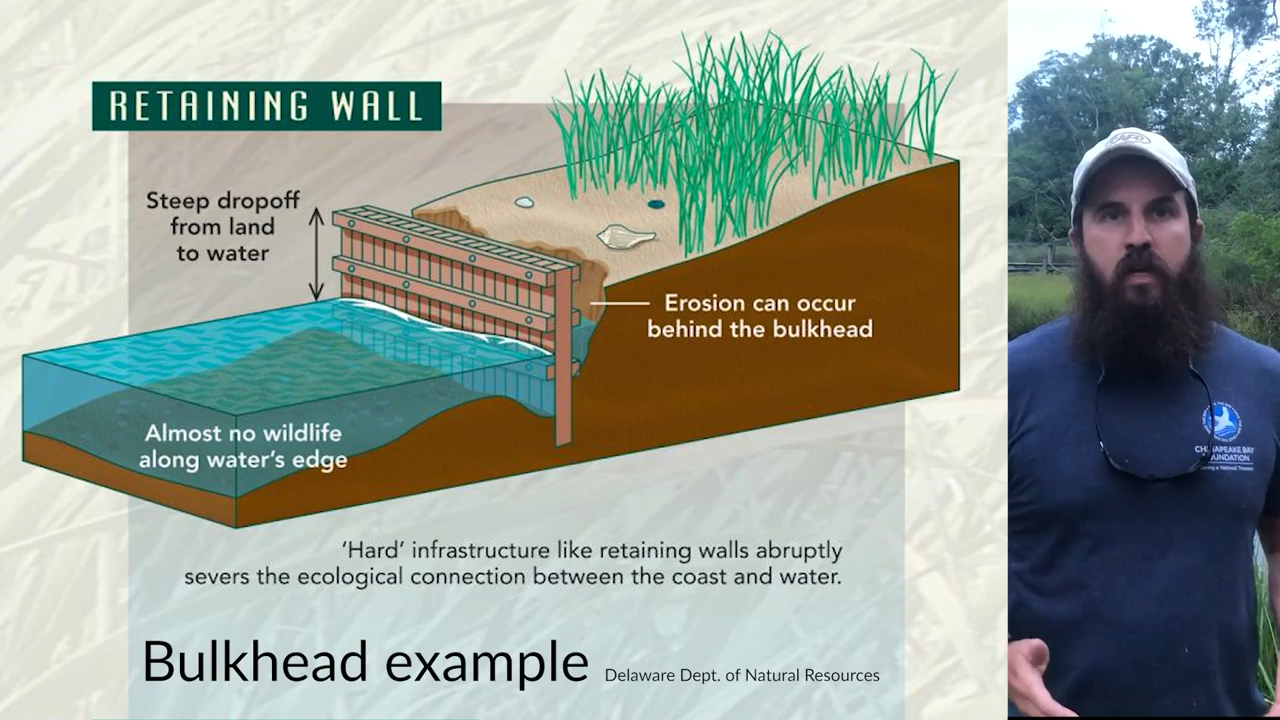 RETAINING WALL
Steep dropoff
from land
to water
Erosion can occur
behind the bulkhead
Almost no wildlife
along water's edge
'Hard' infrastructure like retaining walls abruptly
severs the ecological connection between the coast and water.
Bulkhead example Delaware Dept. of Natural Resources